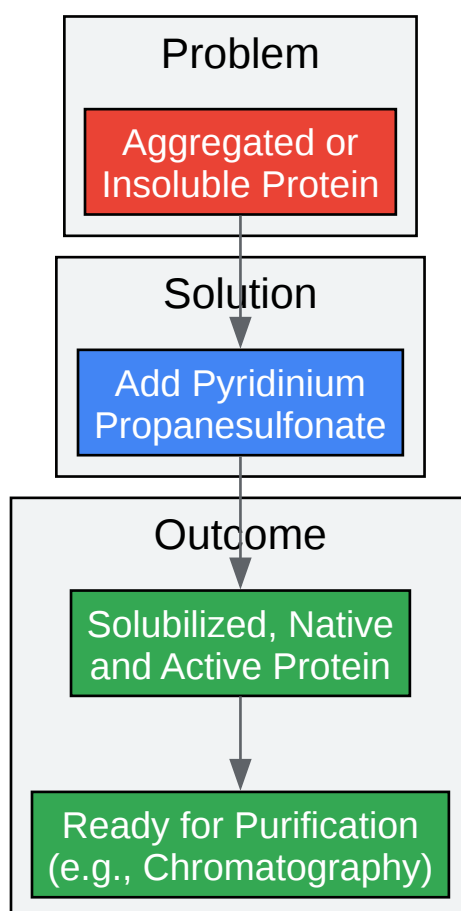 Problem
Aggregated or
Insoluble Protein
Solution
Add Pyridinium
Propanesulfonate
Outcome
Solubilized, Native
and Active Protein
Ready for Purification
(e.g., Chromatography)